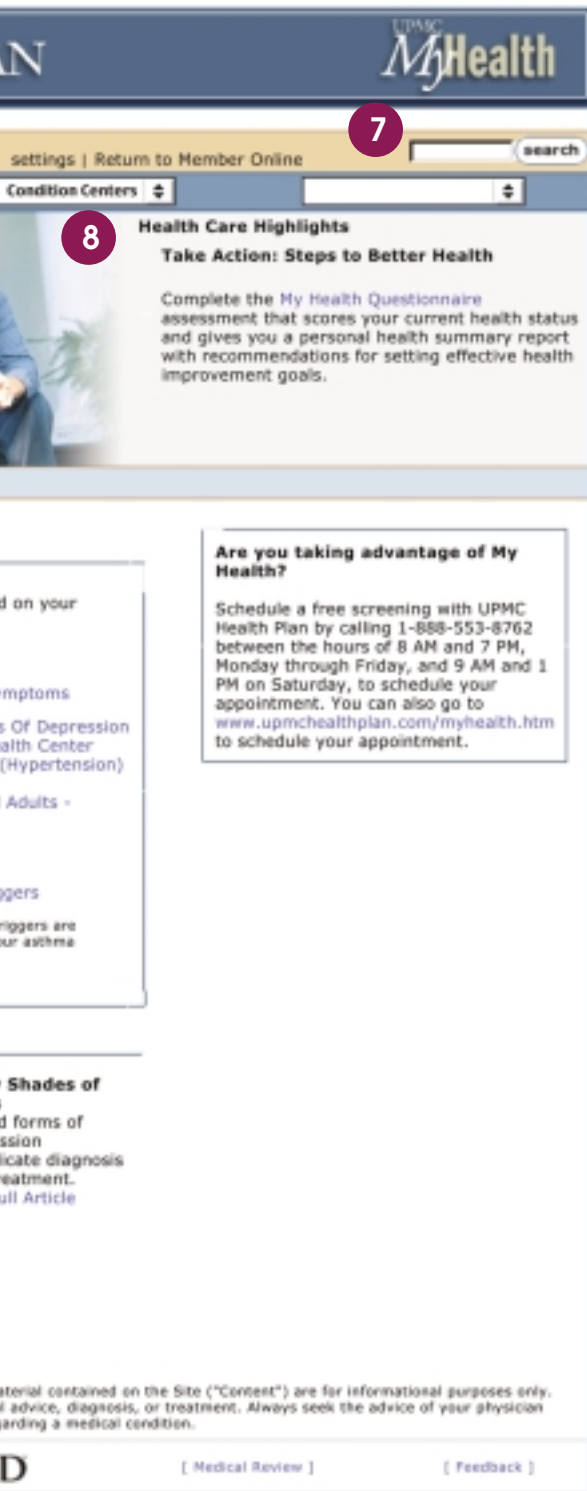 AN
UPMC
MyHealth
7
search
settings | Return to Member Online
Condition Centers
8
Health Care Highlights
Take Action: Steps to Better Health
Complete the My Health Questionnaire
assessment that scores your current health status
and gives you a personal health summary report
with recommendations for setting effective health
improvement goals.
Are you taking advantage of My
Health?
Schedule a free screening with UPMC
Health Plan by calling 1-888-553-8762
between the hours of 8 AM and 7 PM,
Monday through Friday, and 9 AM and 1
PM on Saturday, to schedule your
appointment. You can also go to
www.upmchealthplan.com/myhealth.htm
to schedule your appointment.
d on your
mptoms
s Of Depression
alth Center
(Hypertension)
Adults -
ggers
riggers are
our asthma
Shades of
d forms of
ssion
licate diagnosis
eatment.
ull Article
aterial contained on the Site ("Content") are for informational purposes only.
l advice, diagnosis, or treatment. Always seek the advice of your physician
garding a medical condition.
D
[ Medical Review ]
[ Feedback ]